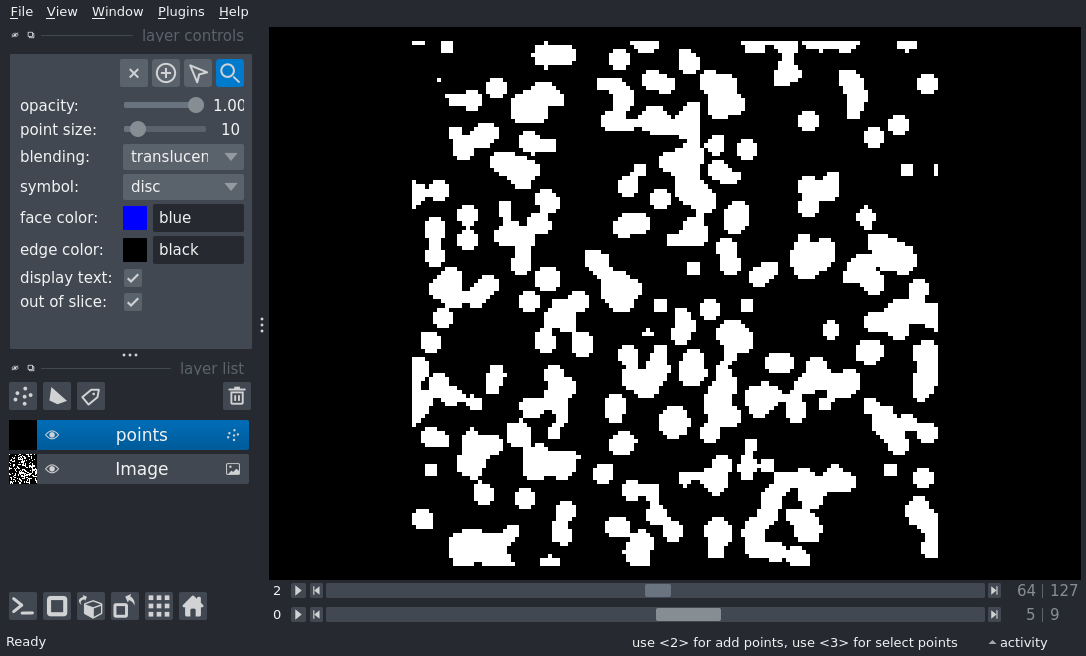 File View Window Plugins Help
layer controls
opacity: 1.00
point size: 10
blending: translucen
symbol: disc
face color: blue
edge color: black
display text:
out of slice:
layer list
points
Image
2 64 127
0 5 9
Ready use <2> for add points, use <3> for select points activity